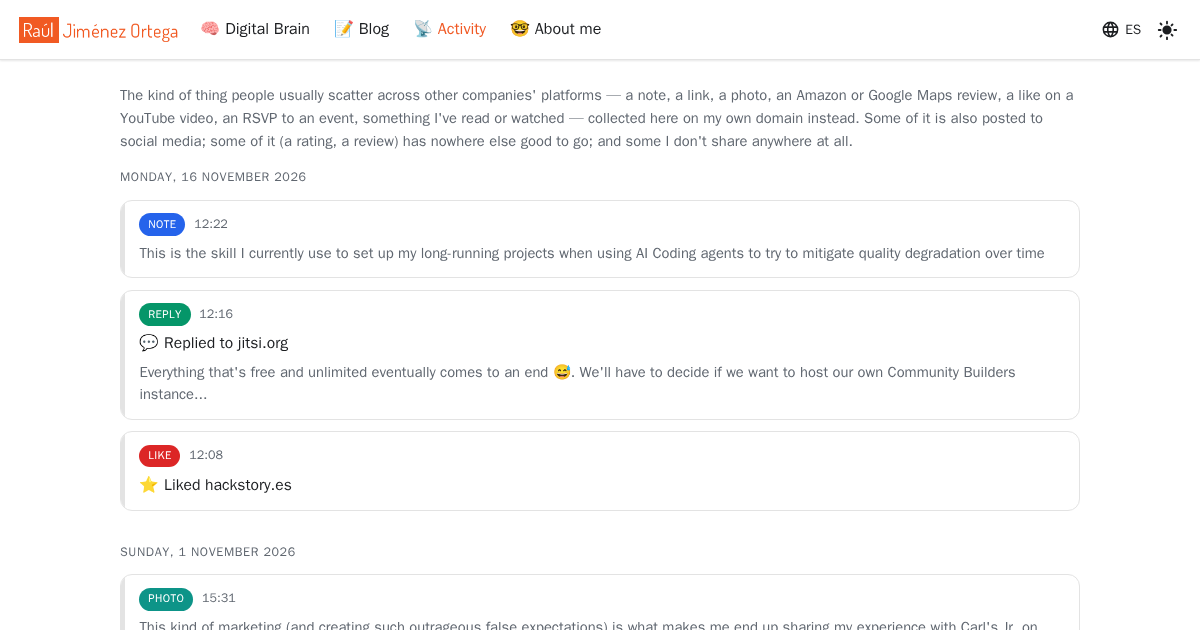 Raúl Jiménez Ortega 🧠 Digital Brain 📝 Blog 📡 Activity 🤓 About me ES
The kind of thing people usually scatter across other companies' platforms — a note, a link, a photo, an Amazon or Google Maps review, a like on a
YouTube video, an RSVP to an event, something I've read or watched — collected here on my own domain instead. Some of it is also posted to
social media; some of it (a rating, a review) has nowhere else good to go; and some I don't share anywhere at all.
MONDAY, 16 NOVEMBER 2026
NOTE 12:22
This is the skill I currently use to set up my long-running projects when using AI Coding agents to try to mitigate quality degradation over time
REPLY 12:16
💬 Replied to jitsi.org
Everything that's free and unlimited eventually comes to an end 😅. We'll have to decide if we want to host our own Community Builders
instance...
LIKE 12:08
⭐ Liked hackstory.es
SUNDAY, 1 NOVEMBER 2026
PHOTO 15:31
This kind of marketing (and creating such outrageous false expectations) is what makes me end up sharing my experience with Carl's Jr. on